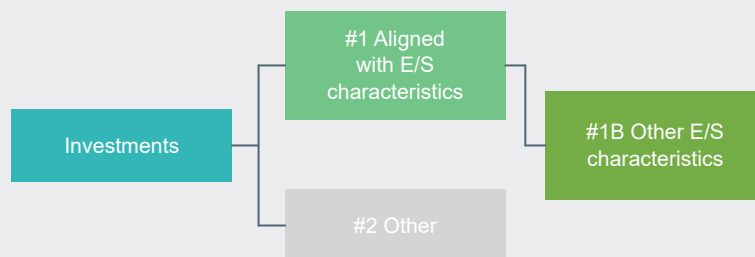 #1 Aligned
with E/S
characteristics
Investments
#1B Other E/S
characteristics
#2 Other